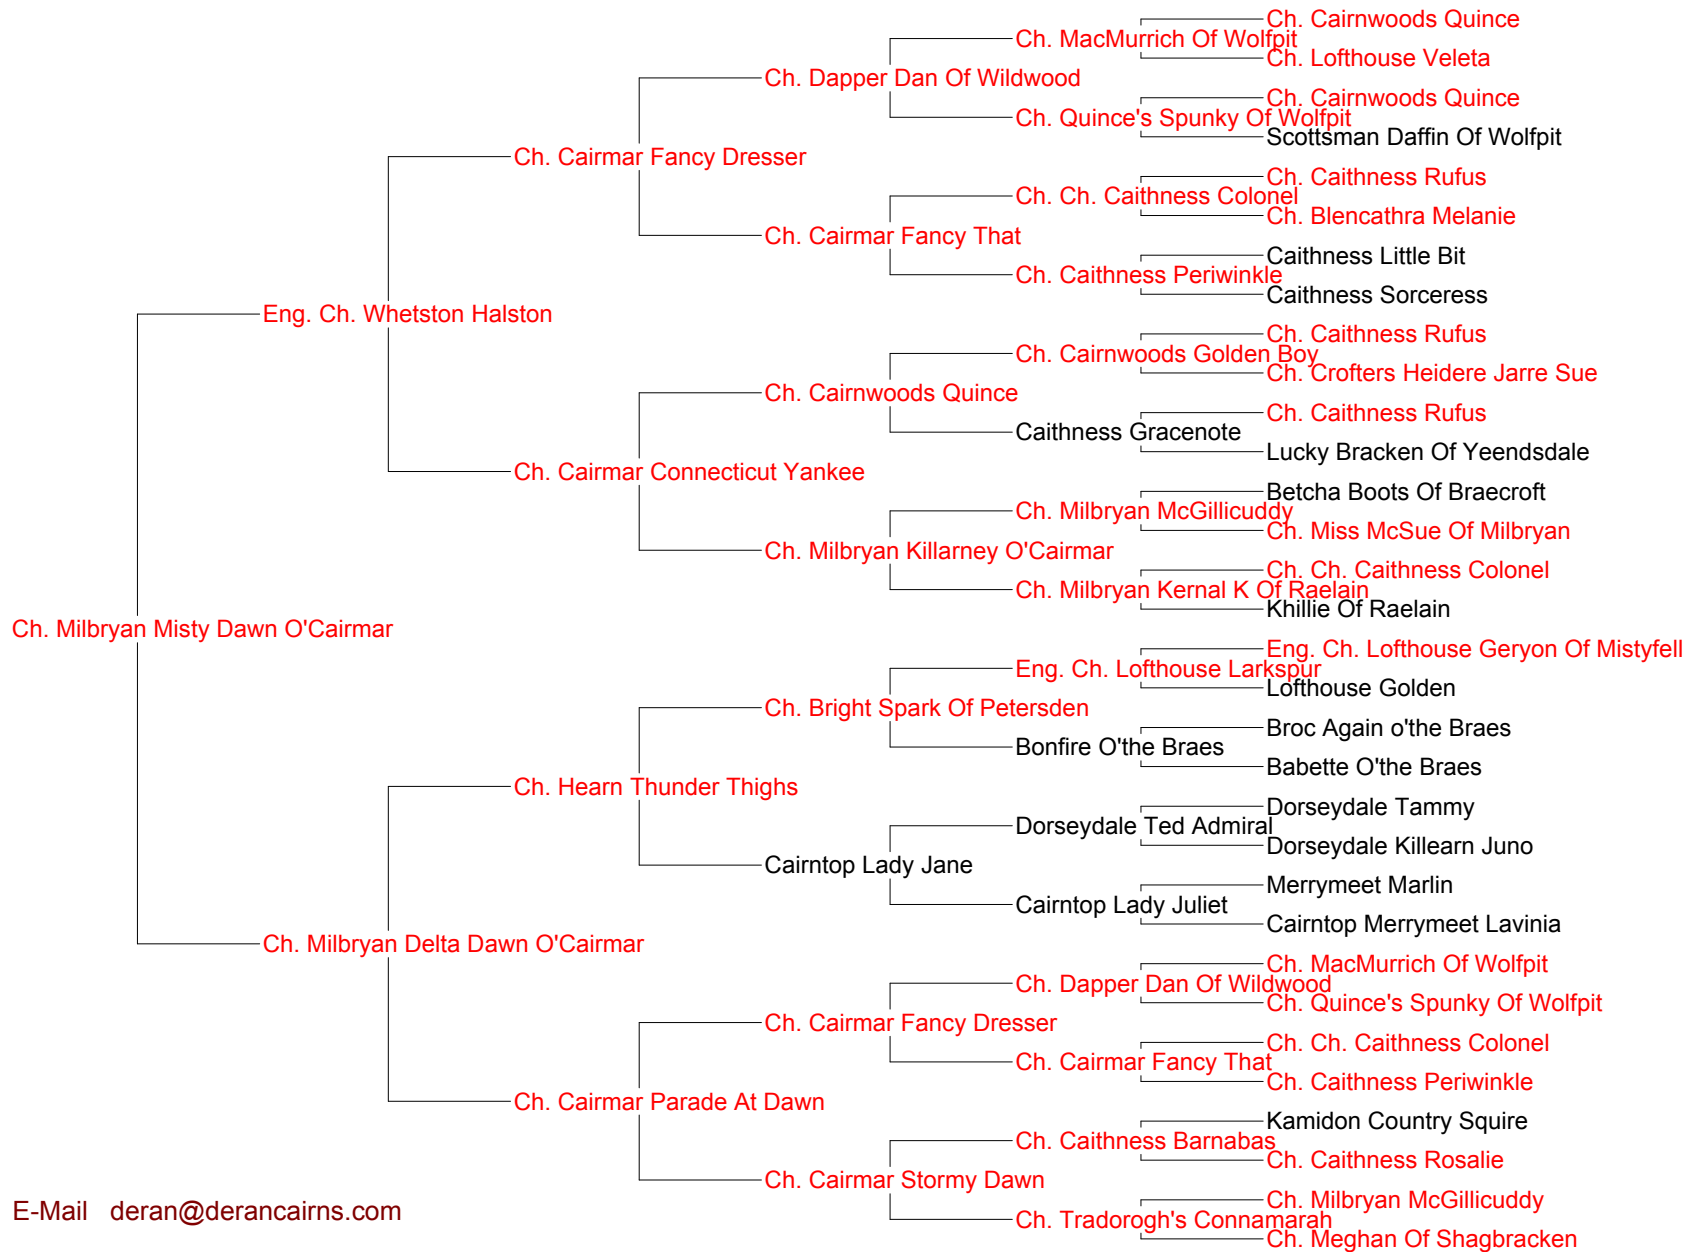 Ch. Cairnwoods Quince
Ch. MacMurrich Of Wolfpit
Ch. Lofthouse Veleta
Ch. Dapper Dan Of Wildwood
Ch. Cairnwoods Quince
Ch. Quince's Spunky Of Wolfpit
Scottsman Daffin Of Wolfpit
Ch. Cairmar Fancy Dresser
Ch. Caithness Rufus
Ch. Ch. Caithness Colonel
Ch. Blencathra Melanie
Ch. Cairmar Fancy That
Caithness Little Bit
Ch. Caithness Periwinkle
Caithness Sorceress
Eng. Ch. Whetston Halston
Ch. Caithness Rufus
Ch. Cairnwoods Golden Boy
Ch. Crofters Heidere Jarre Sue
Ch. Cairnwoods Quince
Ch. Caithness Rufus
Caithness Gracenote
Lucky Bracken Of Yeendsdale
Ch. Cairmar Connecticut Yankee
Betcha Boots Of Braecroft
Ch. Milbryan McGillicuddy
Ch. Miss McSue Of Milbryan
Ch. Milbryan Killarney O'Cairmar
Ch. Ch. Caithness Colonel
Ch. Milbryan Kernal K Of Raelain
Khillie Of Raelain
Ch. Milbryan Misty Dawn O'Cairmar
Eng. Ch. Lofthouse Geryon Of Mistyfell
Eng. Ch. Lofthouse Larkspur
Lofthouse Golden
Ch. Bright Spark Of Petersden
Broc Again o'the Braes
Bonfire O'the Braes
Babette O'the Braes
Ch. Hearn Thunder Thighs
Dorseydale Tammy
Dorseydale Ted Admiral
Dorseydale Killearn Juno
Cairntop Lady Jane
Merrymeet Marlin
Cairntop Lady Juliet
Cairntop Merrymeet Lavinia
Ch. Milbryan Delta Dawn O'Cairmar
Ch. MacMurrich Of Wolfpit
Ch. Dapper Dan Of Wildwood
Ch. Quince's Spunky Of Wolfpit
Ch. Cairmar Fancy Dresser
Ch. Ch. Caithness Colonel
Ch. Cairmar Fancy That
Ch. Caithness Periwinkle
Ch. Cairmar Parade At Dawn
Kamidon Country Squire
Ch. Caithness Barnabas
Ch. Caithness Rosalie
Ch. Cairmar Stormy Dawn
Ch. Milbryan McGillicuddy
Ch. Tradorogh's Connamarah
Ch. Meghan Of Shagbracken
E-Mail deran@derancairns.com